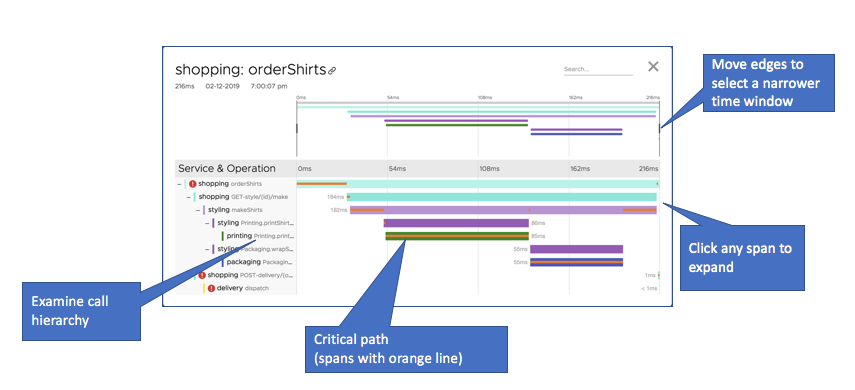 Move edges to
select a narrower
time window
shopping: orderShirts
Search...
216ms 02-12-2019 7:00:07 pm
0ms 54ms 108ms 162ms 216ms
Service & Operation 0ms 54ms 108ms 162ms 216ms
shopping orderShirts
shopping GET-style/{id}/make 184ms
styling makeShirts 182ms
styling Printing.printShirt... 86ms
printing Printing.print... 85ms
styling Packaging.wrapS... 55ms
packaging Packagin... 55ms
shopping POST-delivery/{o... 1ms
delivery dispatch < 1ms
Click any span to
expand
Examine call
hierarchy
Critical path
(spans with orange line)